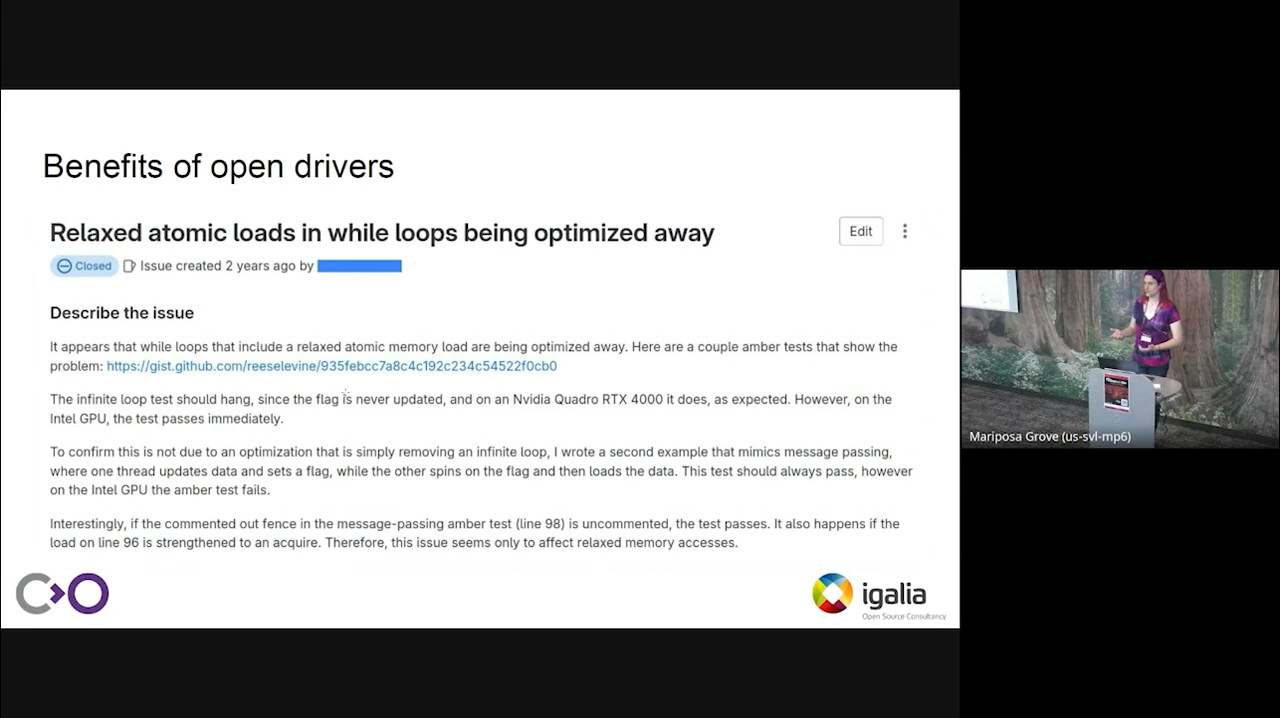 Benefits of open drivers
Relaxed atomic loads in while loops being optimized away
Edit
Closed Issue created 2 years ago by
Describe the issue
It appears that while loops that include a relaxed atomic memory load are being optimized away. Here are a couple amber tests that show the
problem: https://gist.github.com/reeselevine/935febcc7a8c4c192c234c54522f0cb0
The infinite loop test should hang, since the flag is never updated, and on an Nvidia Quadro RTX 4000 it does, as expected. However, on the
Intel GPU, the test passes immediately.
To confirm this is not due to an optimization that is simply removing an infinite loop, I wrote a second example that mimics message passing,
where one thread updates data and sets a flag, while the other spins on the flag and then loads the data. This test should always pass, however
on the Intel GPU the amber test fails.
Interestingly, if the commented out fence in the message-passing amber test (line 98) is uncommented, the test passes. It also happens if the
load on line 96 is strengthened to an acquire. Therefore, this issue seems only to affect relaxed memory accesses.
igalia
Open Source Consultancy
Mariposa Grove (us-svl-mp6)